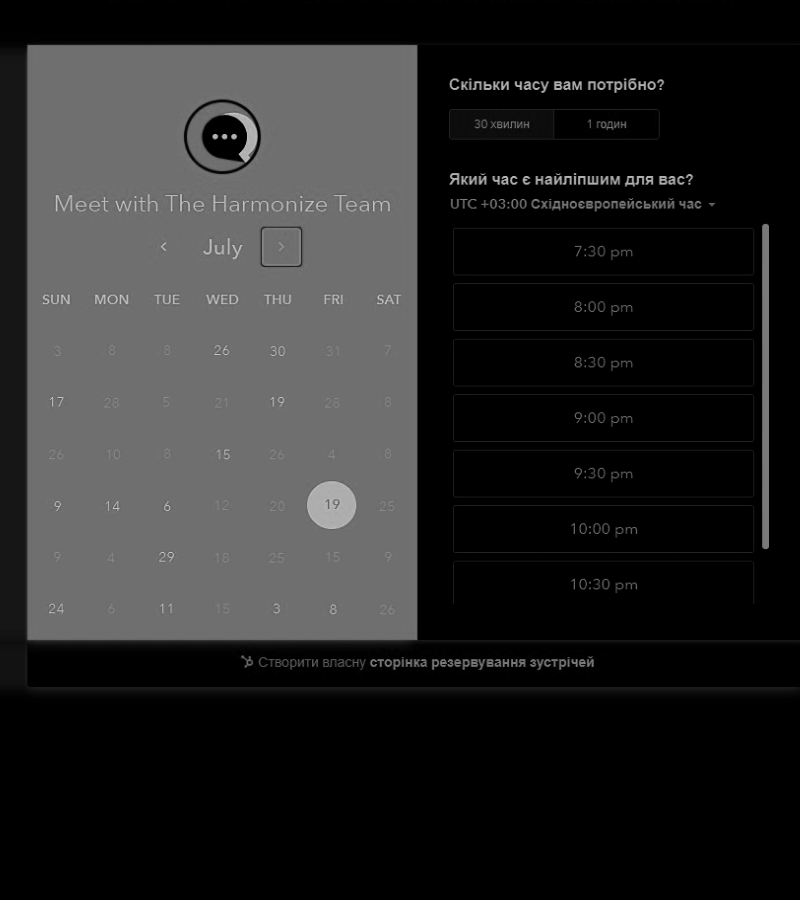 Meet with The Harmonize Team
July
SUN MON TUE WED THU FRI SAT
3 8 8 26 30 31 7
17 28 5 21 19 28 8
26 10 8 15 26 4 8
9 14 6 12 20 19 25
9 4 29 18 25 15 9
24 6 11 15 3 8 26
Скільки часу вам потрібно?
30 хвилин 1 годин
Який час є найліпшим для вас?
UTC +03:00 Східноєвропейський час
7:30 pm
8:00 pm
8:30 pm
9:00 pm
9:30 pm
10:00 pm
10:30 pm
Створити власну сторінка резервування зустрічей